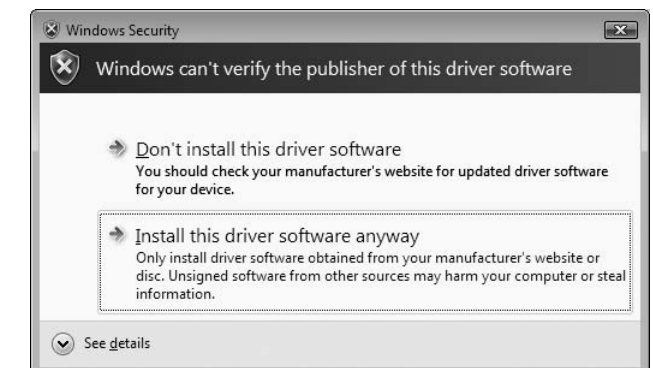 Windows Security
Windows can't verify the publisher of this driver software
Don't install this driver software
You should check your manufacturer's website for updated driver software
for your device.
Install this driver software anyway
Only install driver software obtained from your manufacturer's website or
disc. Unsigned software from other sources may harm your computer or steal
information.
See details